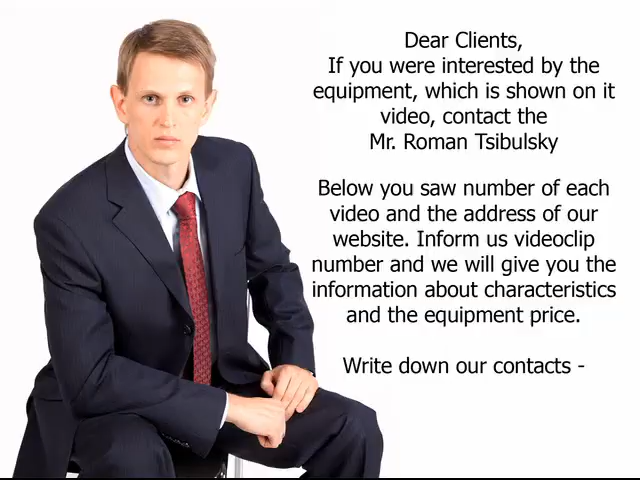 Dear Clients,
If you were interested by the
equipment, which is shown on it
video, contact the
Mr. Roman Tsibulsky
Below you saw number of each
video and the address of our
website. Inform us videoclip
number and we will give you the
information about characteristics
and the equipment price.
Write down our contacts -